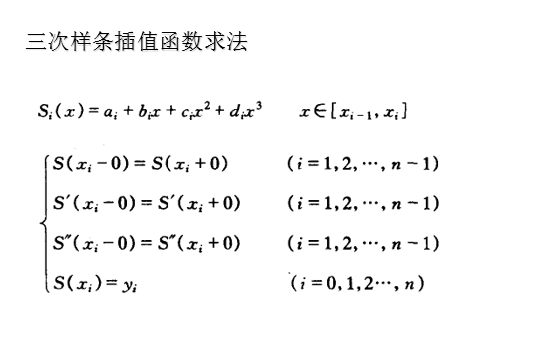 三次样条插值函数求法
Sᵢ(x) = aᵢ + bᵢx + cᵢx² + dᵢx³ x∈[xᵢ₋₁, xᵢ]
S(xᵢ − 0) = S(xᵢ + 0) (i = 1,2,⋯,n − 1)
S′(xᵢ − 0) = S′(xᵢ + 0) (i = 1,2,⋯,n − 1)
S″(xᵢ − 0) = S″(xᵢ + 0) (i = 1,2,⋯,n − 1)
S(xᵢ) = yᵢ (i = 0,1,2⋯,n)